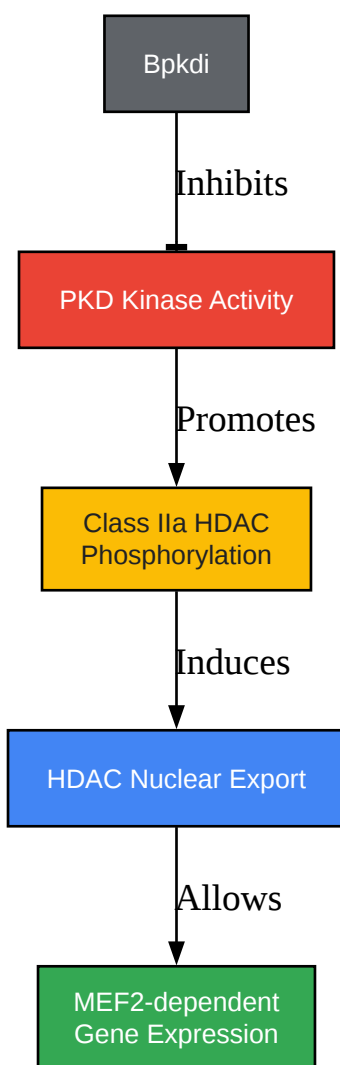 Bpkdi
Inhibits
PKD Kinase Activity
Promotes
Class IIa HDAC
Phosphorylation
Induces
HDAC Nuclear Export
Allows
MEF2-dependent
Gene Expression